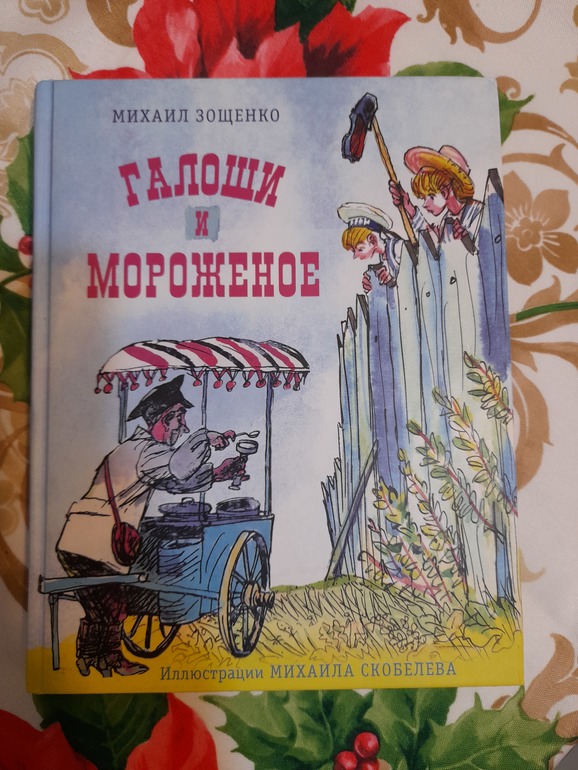 МИХАИЛ ЗОЩЕНКО
ГАЛОШИ
И
МОРОЖЕНОЕ
Иллюстрации МИХАИЛА СКОБЕЛЕВА